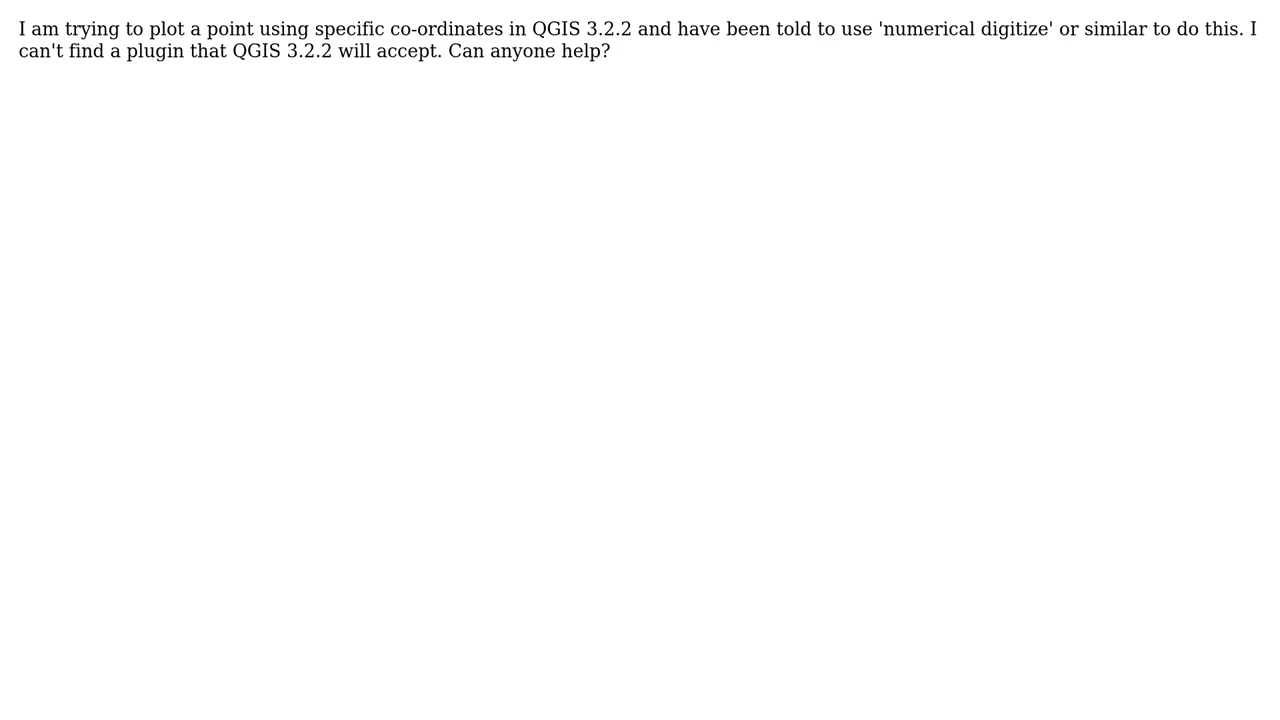 I am trying to plot a point using specific co-ordinates in QGIS 3.2.2 and have been told to use 'numerical digitize' or similar to do this. I
can't find a plugin that QGIS 3.2.2 will accept. Can anyone help?